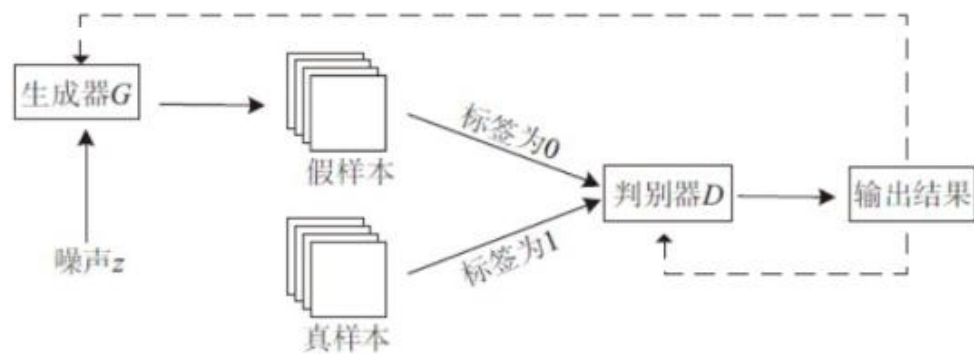 生成器G
假样本
标签为0
判别器D
输出结果
噪声z
标签为1
真样本